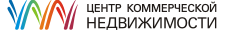 ЦЕНТР КОММЕРЧЕСКОЙ
НЕДВИЖИМОСТИ